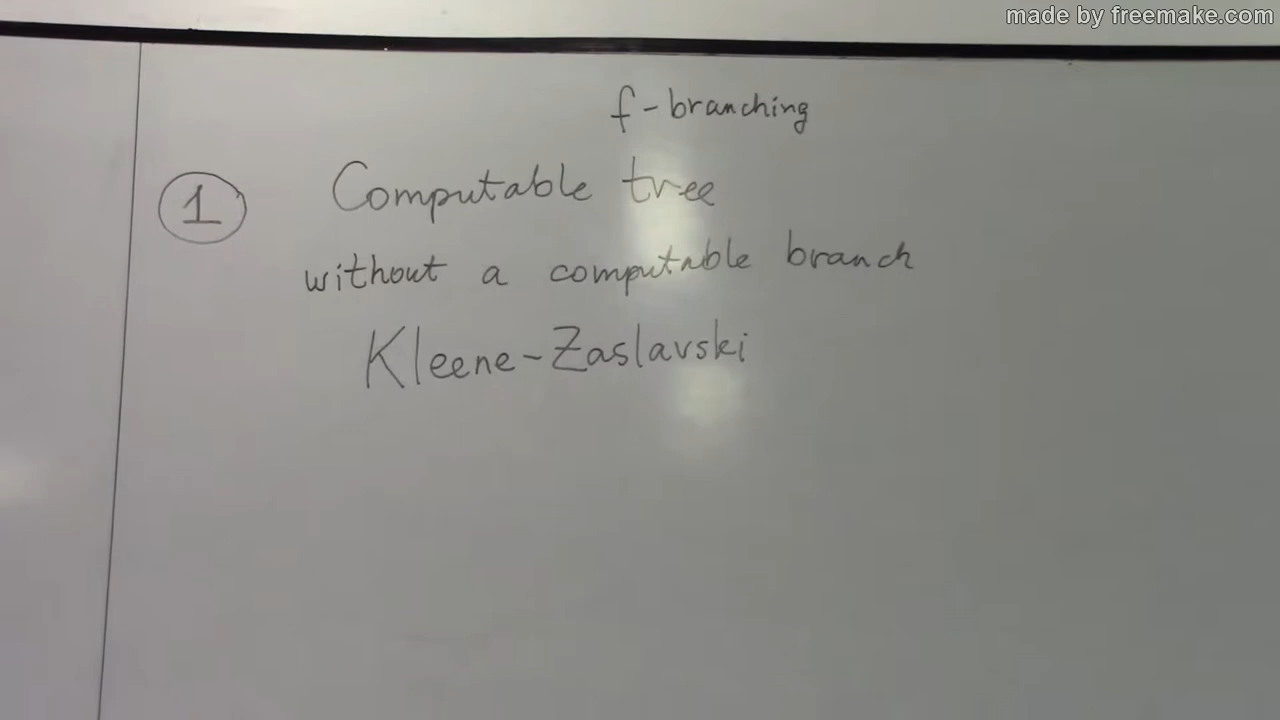 made by freemake.com
f-branching
1 Computable tree
without a computable branch
Kleene-Zaslavski